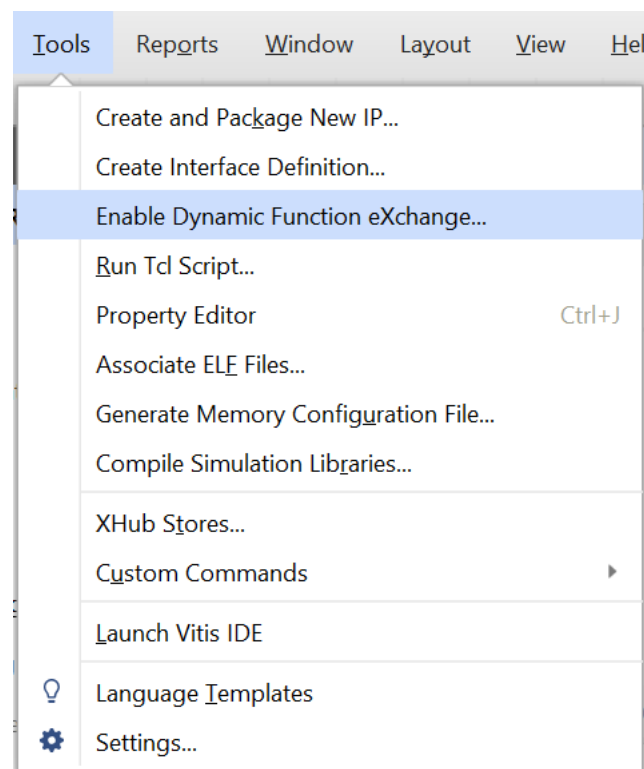 Tools Reports Window Layout View Hel
Create and Package New IP...
Create Interface Definition...
Enable Dynamic Function eXchange...
Run Tcl Script...
Property Editor Ctrl+J
Associate ELF Files...
Generate Memory Configuration File...
Compile Simulation Libraries...
XHub Stores...
Custom Commands
Launch Vitis IDE
Language Templates
Settings...